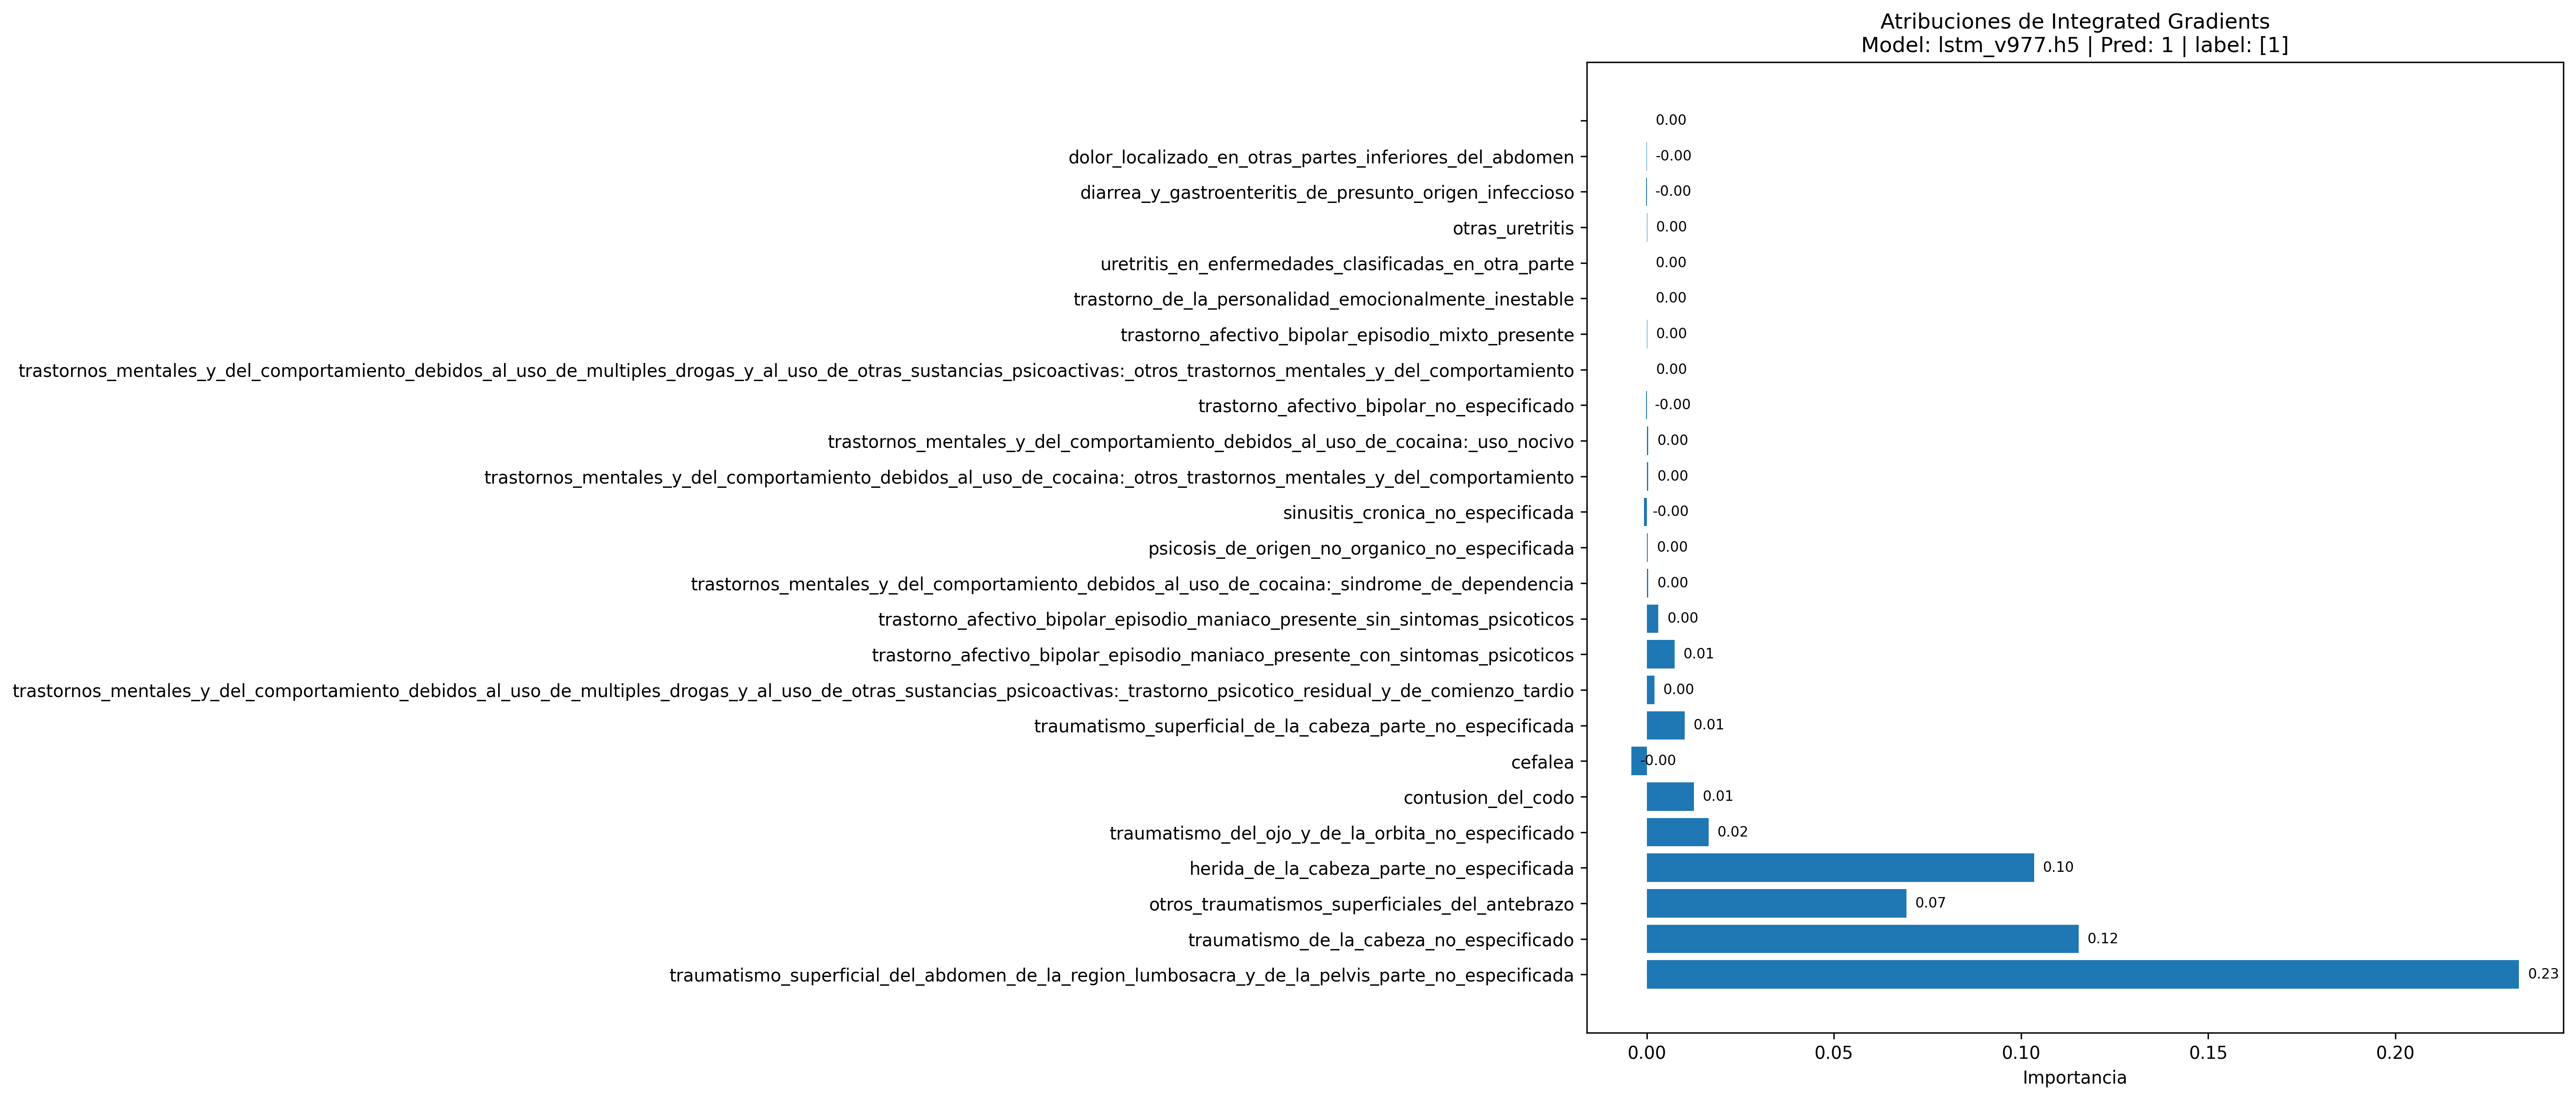 Atribuciones de Integrated Gradients
Model: lstm_v977.h5 | Pred: 1 | label: [1]
0.00
dolor_localizado_en_otras_partes_inferiores_del_abdomen -0.00
diarrea_y_gastroenteritis_de_presunto_origen_infeccioso -0.00
otras_uretritis 0.00
uretritis_en_enfermedades_clasificadas_en_otra_parte 0.00
trastorno_de_la_personalidad_emocionalmente_inestable 0.00
trastorno_afectivo_bipolar_episodio_mixto_presente 0.00
trastornos_mentales_y_del_comportamiento_debidos_al_uso_de_multiples_drogas_y_al_uso_de_otras_sustancias_psicoactivas:_otros_trastornos_mentales_y_del_comportamiento 0.00
trastorno_afectivo_bipolar_no_especificado -0.00
trastornos_mentales_y_del_comportamiento_debidos_al_uso_de_cocaina:_uso_nocivo 0.00
trastornos_mentales_y_del_comportamiento_debidos_al_uso_de_cocaina:_otros_trastornos_mentales_y_del_comportamiento 0.00
sinusitis_cronica_no_especificada -0.00
psicosis_de_origen_no_organico_no_especificada 0.00
trastornos_mentales_y_del_comportamiento_debidos_al_uso_de_cocaina:_sindrome_de_dependencia 0.00
trastorno_afectivo_bipolar_episodio_maniaco_presente_sin_sintomas_psicoticos 0.00
trastorno_afectivo_bipolar_episodio_maniaco_presente_con_sintomas_psicoticos 0.01
trastornos_mentales_y_del_comportamiento_debidos_al_uso_de_multiples_drogas_y_al_uso_de_otras_sustancias_psicoactivas:_trastorno_psicotico_residual_y_de_comienzo_tardio 0.00
traumatismo_superficial_de_la_cabeza_parte_no_especificada 0.01
cefalea -0.00
contusion_del_codo 0.01
traumatismo_del_ojo_y_de_la_orbita_no_especificado 0.02
herida_de_la_cabeza_parte_no_especificada 0.10
otros_traumatismos_superficiales_del_antebrazo 0.07
traumatismo_de_la_cabeza_no_especificado 0.12
traumatismo_superficial_del_abdomen_de_la_region_lumbosacra_y_de_la_pelvis_parte_no_especificada 0.23
0.00 0.05 0.10 0.15 0.20
Importancia